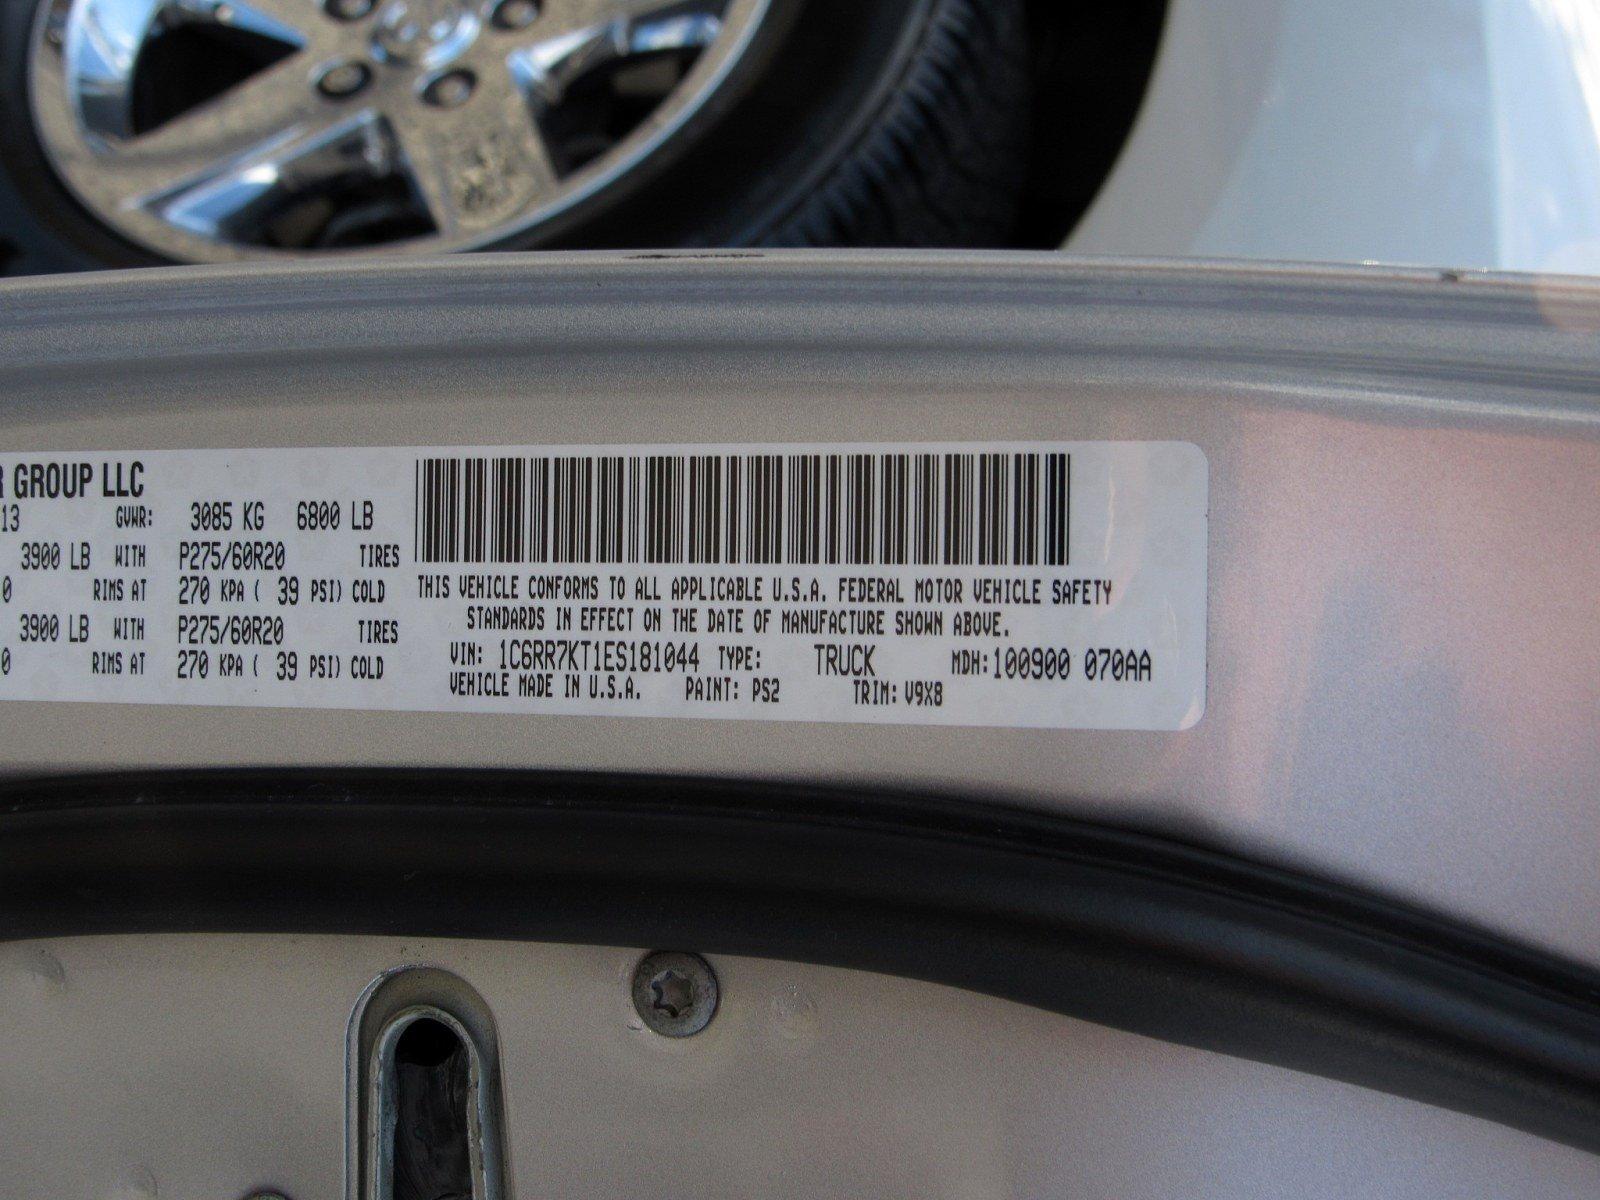 R GROUP LLC
13 GVWR: 3085 KG 6800 LB
3900 LB WITH P275/60R20 TIRES
0 RIMS AT 270 KPA ( 39 PSI) COLD
3900 LB WITH P275/60R20 TIRES
0 RIMS AT 270 KPA ( 39 PSI) COLD
THIS VEHICLE CONFORMS TO ALL APPLICABLE U.S.A. FEDERAL MOTOR VEHICLE SAFETY
STANDARDS IN EFFECT ON THE DATE OF MANUFACTURE SHOWN ABOVE.
VIN: 1C6RR7KT1ES181044 TYPE: TRUCK MDH: 100900 070AA
VEHICLE MADE IN U.S.A. PAINT: PS2 TRIM: V9X8